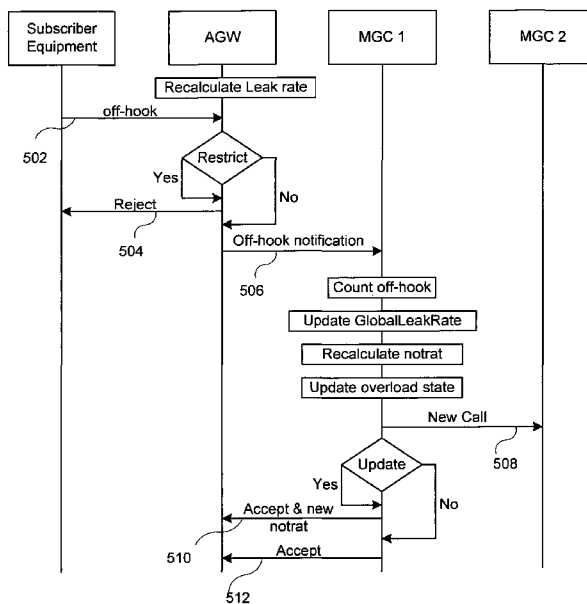 Subscriber
Equipment
AGW
MGC 1
MGC 2
Recalculate Leak rate
off-hook
502
Restrict
Yes
No
Reject
504
Off-hook notification
506
Count off-hook
Update GlobalLeakRate
Recalculate notrat
Update overload state
New Call
508
Update
Yes
No
Accept & new
notrat
510
Accept
512